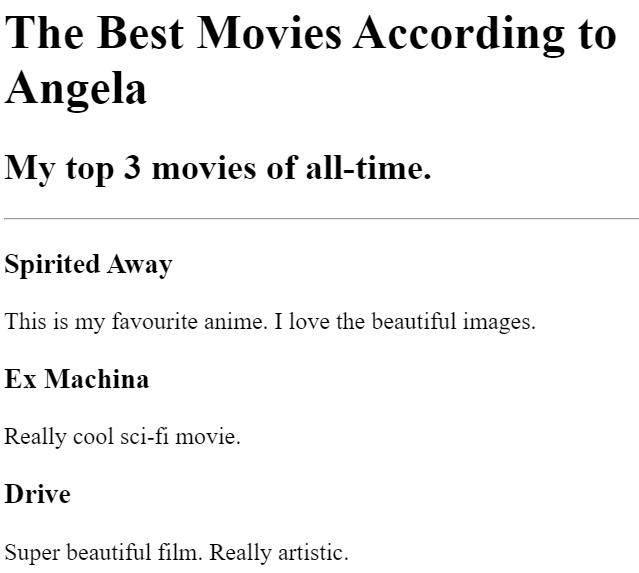 The Best Movies According to
Angela
My top 3 movies of all-time.
Spirited Away
This is my favourite anime. I love the beautiful images.
Ex Machina
Really cool sci-fi movie.
Drive
Super beautiful film. Really artistic.